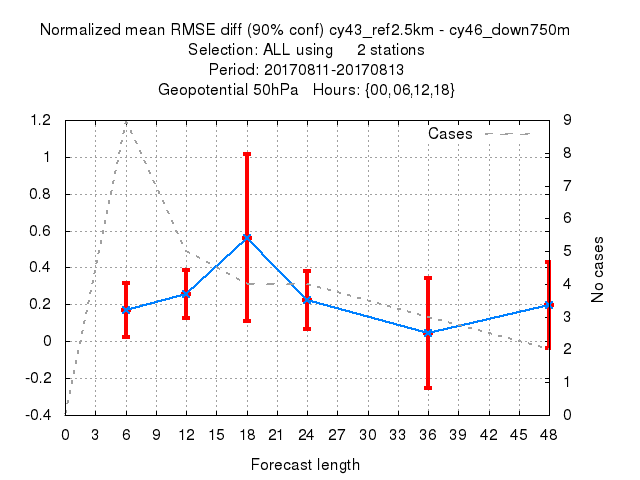 Normalized mean RMSE diff (90% conf) cy43_ref2.5km - cy46_down750m
Selection: ALL using 2 stations
Period: 20170811-20170813
Geopotential 50hPa Hours: {00,06,12,18}
Cases
1.2
1
0.8
0.6
0.4
0.2
0
-0.2
-0.4
9
8
7
6
5
4
3
2
1
0
No cases
0 3 6 9 12 15 18 21 24 27 30 33 36 39 42 45 48
Forecast length